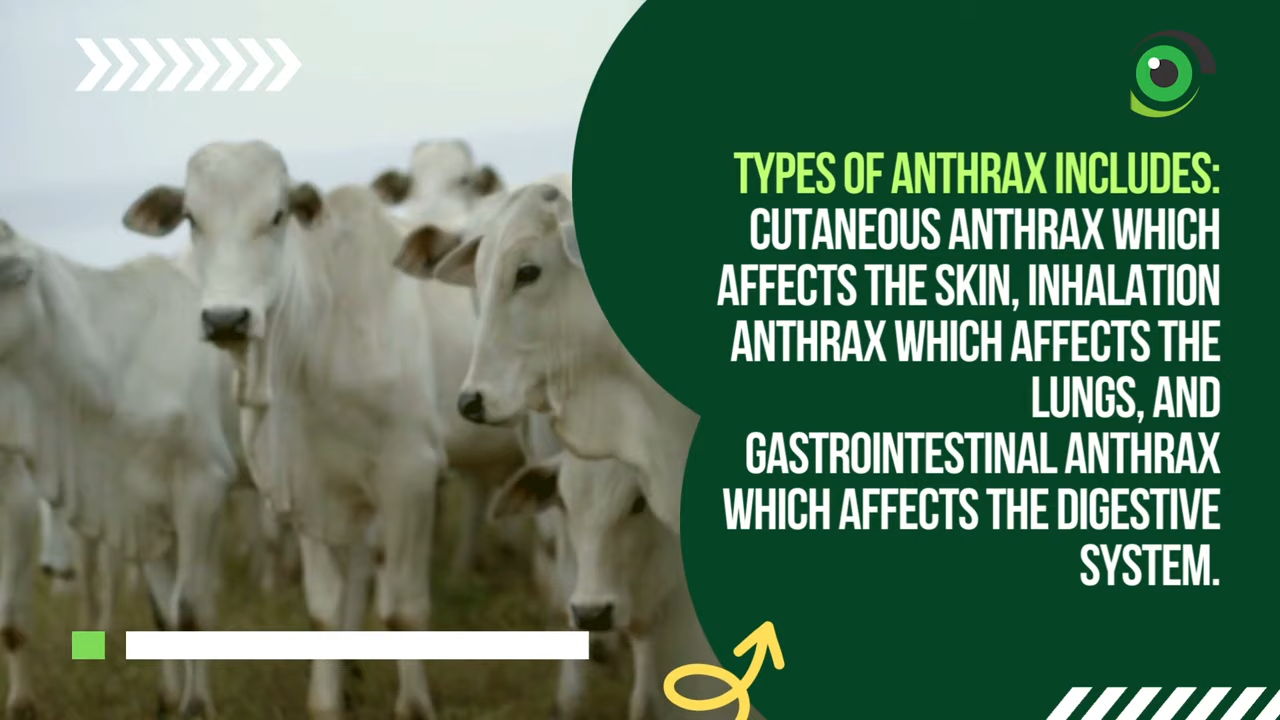 TYPES OF ANTHRAX INCLUDES:
CUTANEOUS ANTHRAX WHICH
AFFECTS THE SKIN, INHALATION
ANTHRAX WHICH AFFECTS THE
LUNGS, AND
GASTROINTESTINAL ANTHRAX
WHICH AFFECTS THE DIGESTIVE
SYSTEM.